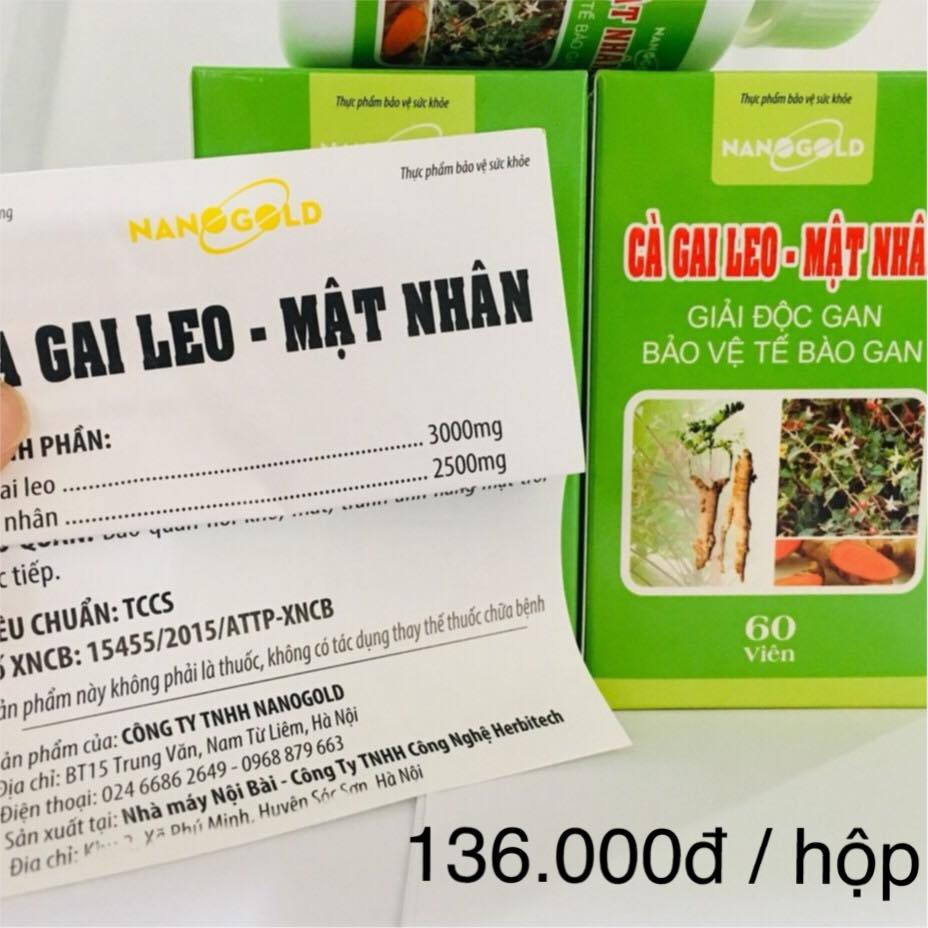 TẾ BÀO G
NANOGOLD
Thực phẩm bảo vệ sức khỏe
Thực phẩm bảo vệ sức khỏe
NANOGOLD
CÀ GAI LEO - MẬT NHÂ
GIẢI ĐỘC GAN
BẢO VỆ TẾ BÀO GAN
60
Viên
Thực phẩm bảo vệ sức khỏe
NANOGOLD
GAI LEO - MẬT NHÂN
H PHẦN:
ai leo ........ 3000mg
nhân ........ 2500mg
c tiếp.
ÊU CHUẨN: TCCS
XNCB: 15455/2015/ATTP-XNCB
ản phẩm này không phải là thuốc, không có tác dụng thay thế thuốc chữa bệnh
ản phẩm của: CÔNG TY TNHH NANOGOLD
Địa chỉ: BT15 Trung Văn, Nam Từ Liêm, Hà Nội
Điện thoại: 024 6686 2649 - 0968 879 663
Sản xuất tại: Nhà máy Nội Bài - Công Ty TNHH Công Nghệ Herbitech
Địa chỉ: Xã Phú Minh, Huyện Sóc Sơn, Hà Nội
136.000đ / hộp